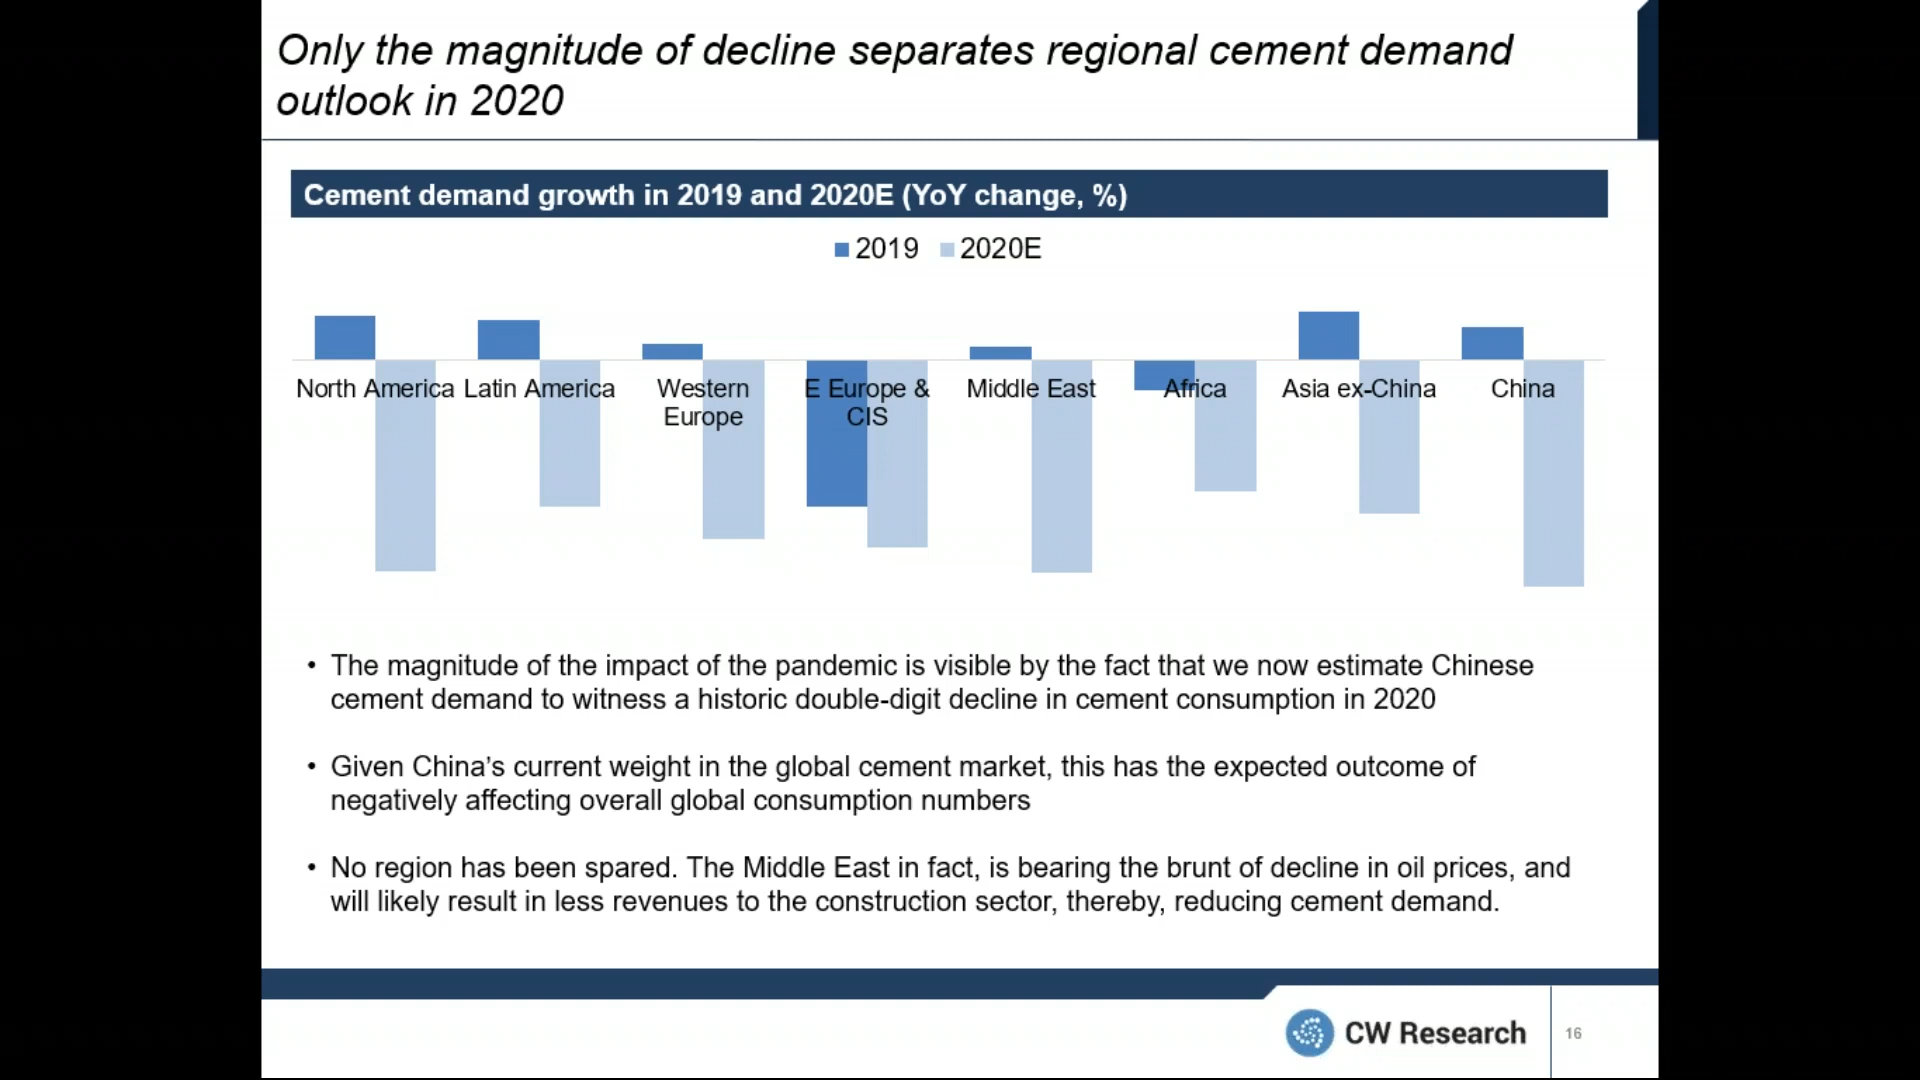 Only the magnitude of decline separates regional cement demand
outlook in 2020
Cement demand growth in 2019 and 2020E (YoY change, %)
2019 2020E
North America Latin America Western Europe E Europe & CIS Middle East Africa Asia ex-China China
• The magnitude of the impact of the pandemic is visible by the fact that we now estimate Chinese
cement demand to witness a historic double-digit decline in cement consumption in 2020
• Given China’s current weight in the global cement market, this has the expected outcome of
negatively affecting overall global consumption numbers
• No region has been spared. The Middle East in fact, is bearing the brunt of decline in oil prices, and
will likely result in less revenues to the construction sector, thereby, reducing cement demand.
CW Research
16